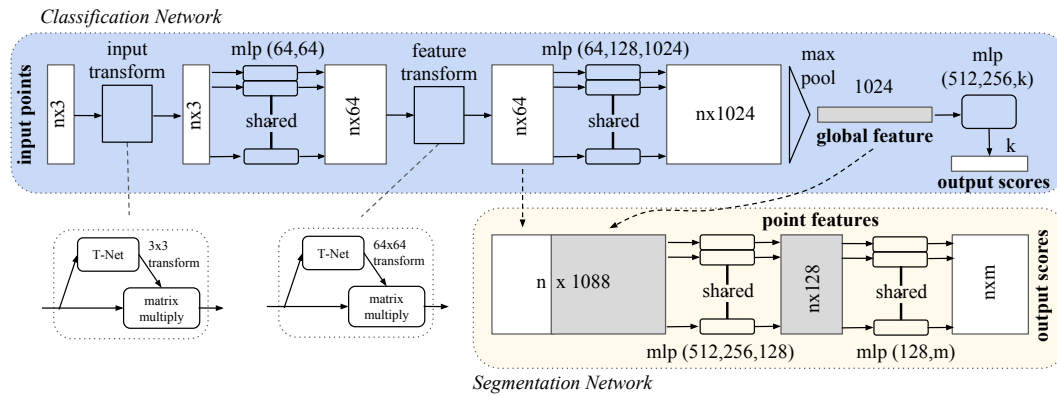 Classification Network
input points
nx3
input
transform
nx3
mlp (64,64)
shared
nx64
feature
transform
nx64
mlp (64,128,1024)
shared
nx1024
max
pool
1024
global feature
mlp
(512,256,k)
k
output scores
T-Net
3x3
transform
matrix
multiply
T-Net
64x64
transform
matrix
multiply
point features
n x 1088
shared
mlp (512,256,128)
nx128
shared
mlp (128,m)
nxm
output scores
Segmentation Network